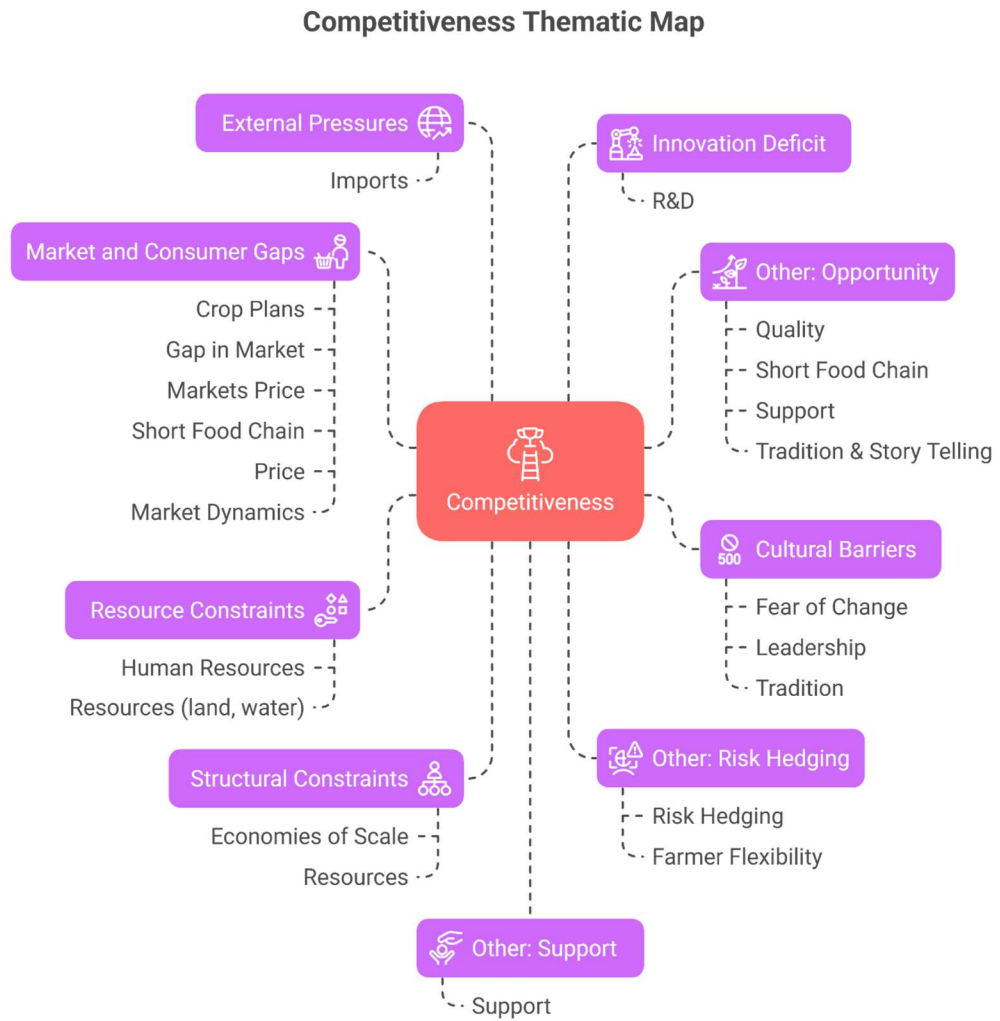 Competitiveness Thematic Map
External Pressures
Imports
Market and Consumer Gaps
Crop Plans
Gap in Market
Markets Price
Short Food Chain
Price
Market Dynamics
Resource Constraints
Human Resources
Resources (land, water)
Structural Constraints
Economies of Scale
Resources
Competitiveness
Innovation Deficit
R&D
Other: Opportunity
Quality
Short Food Chain
Support
Tradition & Story Telling
500
Cultural Barriers
Fear of Change
Leadership
Tradition
Other: Risk Hedging
Risk Hedging
Farmer Flexibility
Other: Support
Support